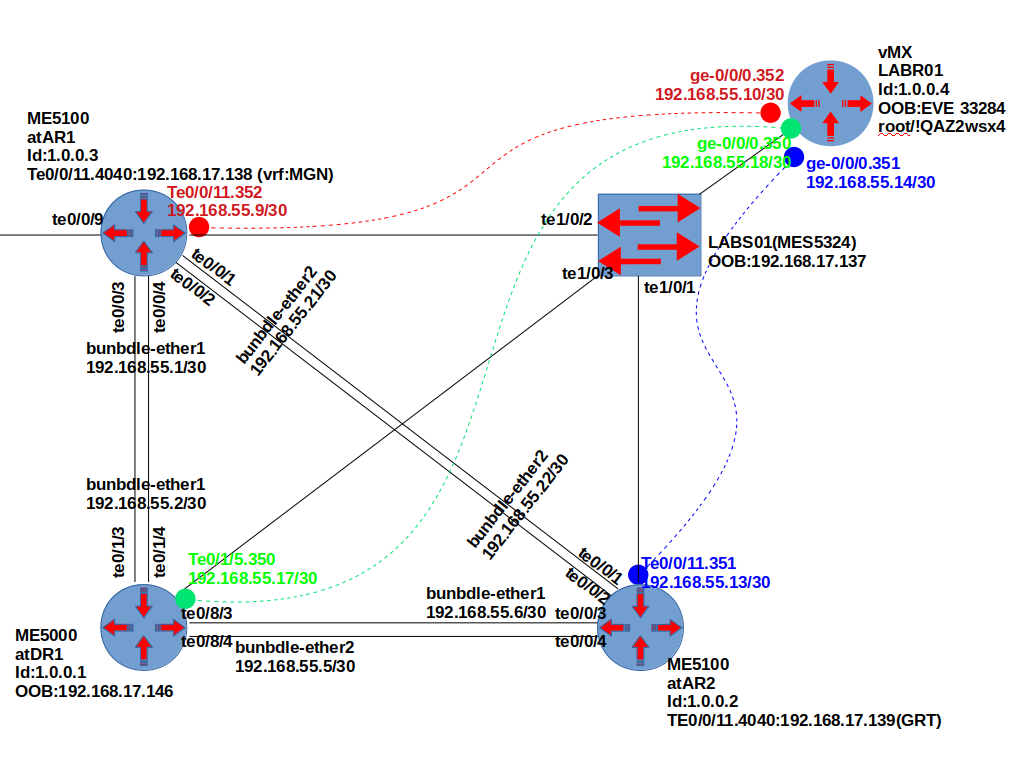 vMX
LABR01
Id:1.0.0.4
OOB:EVE 33284
root/!QAZ2wsx4
ge-0/0/0.352
192.168.55.10/30
ge-0/0/0.350
192.168.55.18/30
ge-0/0/0.351
192.168.55.14/30
ME5100
atAR1
Id:1.0.0.3
Te0/0/11.4040:192.168.17.138 (vrf:MGN)
Te0/0/11.352
192.168.55.9/30
te0/0/9
te1/0/2
te1/0/3
te1/0/1
LABS01(MES5324)
OOB:192.168.17.137
te0/0/1
te0/0/2
te0/0/3
te0/0/4
bunbdle-ether2
192.168.55.21/30
bunbdle-ether1
192.168.55.1/30
bunbdle-ether1
192.168.55.2/30
bunbdle-ether2
192.168.55.22/30
te0/1/3
te0/1/4
te0/0/1
te0/0/2
Te0/1/5.350
192.168.55.17/30
Te0/0/11.351
192.168.55.13/30
bunbdle-ether1
192.168.55.6/30
te0/8/3
te0/0/3
te0/8/4
te0/0/4
bunbdle-ether2
192.168.55.5/30
ME5000
atDR1
Id:1.0.0.1
OOB:192.168.17.146
ME5100
atAR2
Id:1.0.0.2
TE0/0/11.4040:192.168.17.139(GRT)